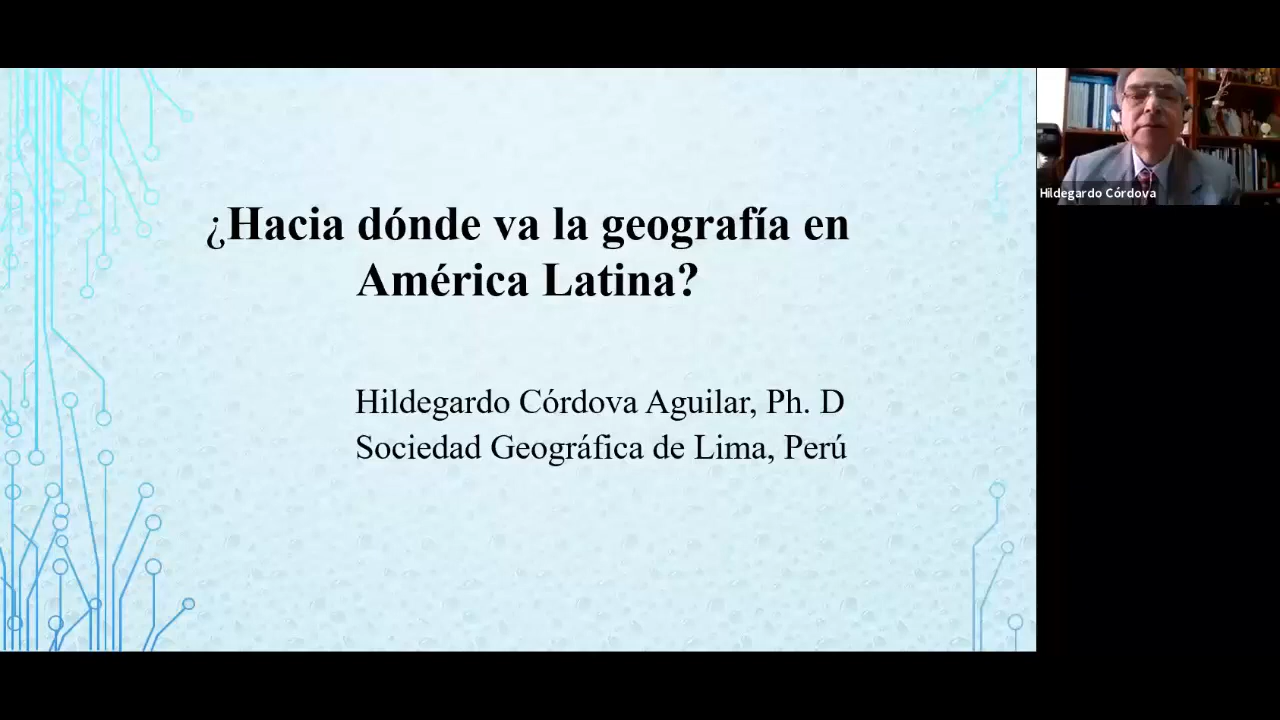 ¿Hacia dónde va la geografía en
América Latina?
Hildegardo Córdova Aguilar, Ph. D
Sociedad Geográfica de Lima, Perú
Hildegardo Córdova